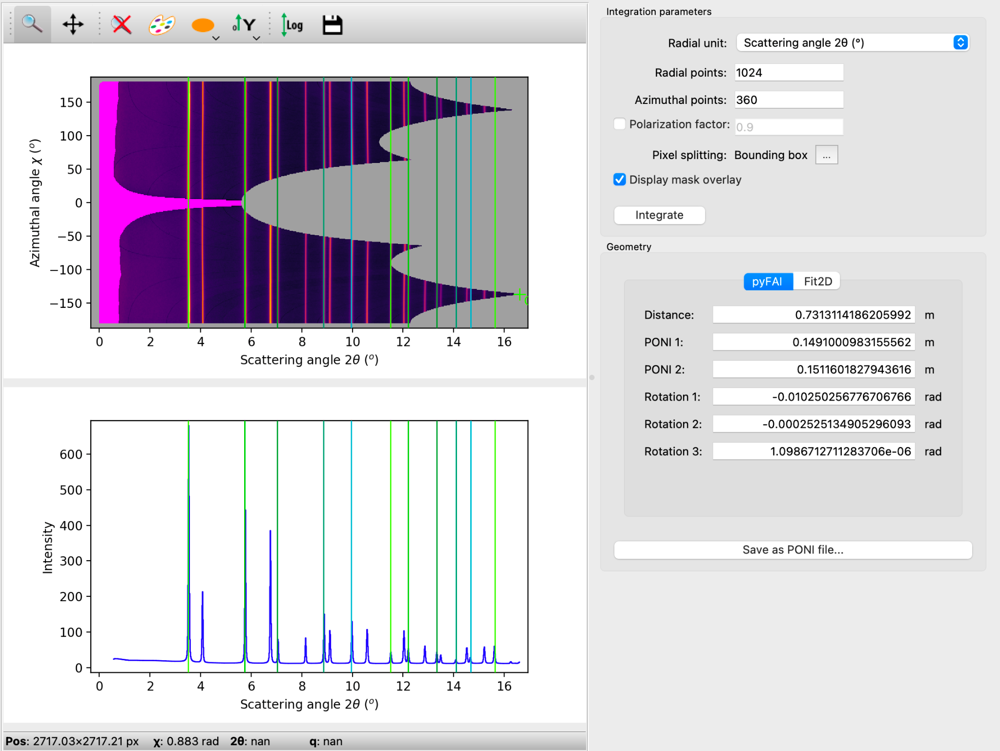 Y
Log
150
100
50
0
−50
−100
−150
Azimuthal angle χ (°)
0 2 4 6 8 10 12 14 16
Scattering angle 2θ (°)
600
500
400
300
200
100
0
Intensity
0 2 4 6 8 10 12 14 16
Scattering angle 2θ (°)
Pos: 2717.03×2717.21 px χ: 0.883 rad 2θ: nan q: nan
Integration parameters
Radial unit: Scattering angle 2θ (°)
Radial points: 1024
Azimuthal points: 360
Polarization factor: 0.9
Pixel splitting: Bounding box ...
Display mask overlay
Integrate
Geometry
pyFAI Fit2D
Distance: 0.7313114186205992 m
PONI 1: 0.1491000983155562 m
PONI 2: 0.1511601827943616 m
Rotation 1: -0.010250256776706766 rad
Rotation 2: -0.0002525134905296093 rad
Rotation 3: 1.0986712711283706e-06 rad
Save as PONI file...